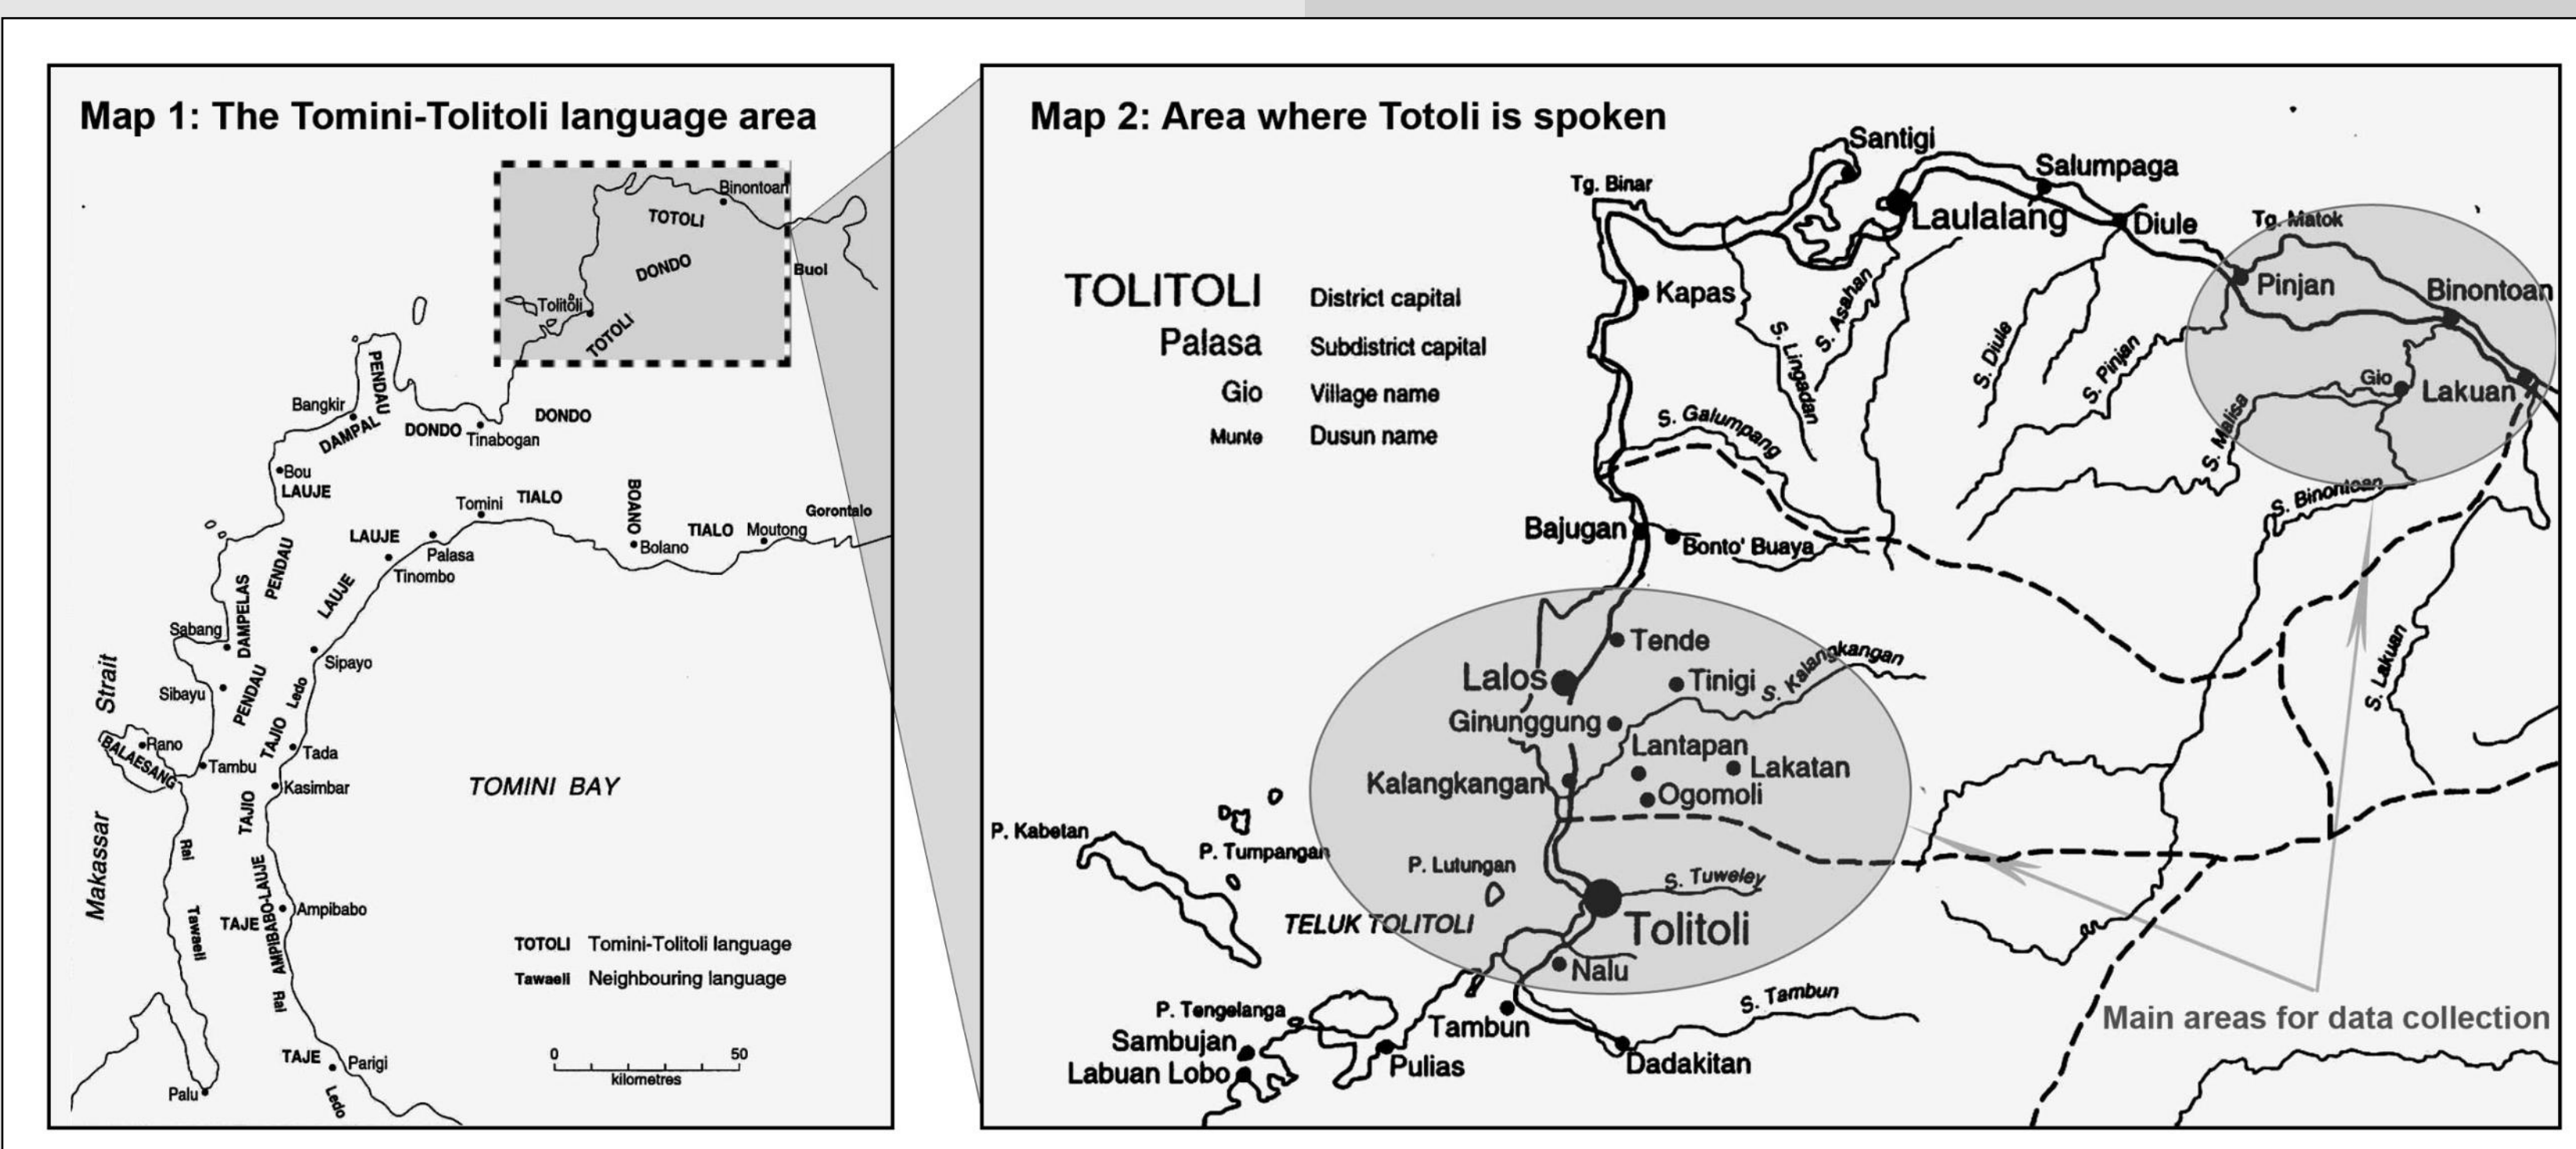 Map 1: The Tomini-Tolitoli language area
Binontoan
TOTOLI
DONDO
Buol
Tolitoli
TOTOLI
PENDAU
Bangkir
DAMPAL
DONDO
DONDO
Tinabogan
Bou
LAUJE
Tomini
TIALO
BOANO
TIALO
Moutong
Gorontalo
LAUJE
Palasa
Bolano
Tinombo
PENDAU
LAUJE
DAMPELAS
Sabang
Sipayo
Strait
Sibayu
PENDAU
Ledo
TAJIO
Rano
BALAESANG
Tambu
Tada
Kasimbar
TOMINI BAY
TAJIO
Makassar
Rai
AMPIBABO-LAUJE
Tawaeli
TAJE
Ampibabo
TOTOLI Tomini-Tolitoli language
Tawaeli Neighbouring language
Rai
TAJE
Parigi
0 50
kilometres
Palu
Ledo
Map 2: Area where Totoli is spoken
Santigi
Tg. Binar
Salumpaga
Laulalang
Diule
Tg. Matok
TOLITOLI District capital
Palasa Subdistrict capital
Gio Village name
Munte Dusun name
Kapas
Pinjan
Binontoan
S. Asahan
S. Lingadan
S. Diule
S. Pinjan
Gio
Lakuan
S. Malisa
S. Galumpang
S. Binontoan
Bajugan
Bonto' Buaya
Tende
Lalos
Tinigi
S. Kalangkangan
Ginunggung
S. Lakuan
Lantapan
Lakatan
Kalangkangan
Ogomoli
P. Kabetan
P. Tumpangan
P. Lutungan
S. Tuweley
TELUK TOLITOLI
Tolitoli
Nalu
P. Tengelanga
S. Tambun
Tambun
Sambujan
Labuan Lobo
Pulias
Dadakitan
Main areas for data collection